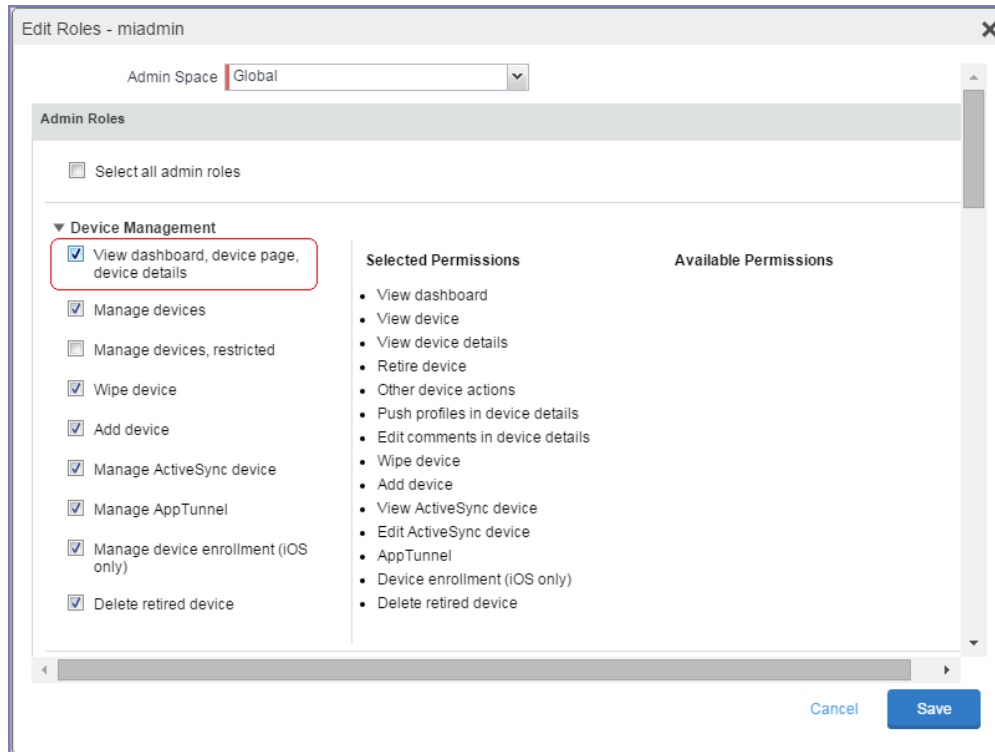 Edit Roles - miadmin
Admin Space Global
Admin Roles
Select all admin roles
Device Management
View dashboard, device page,
device details
Manage devices
Manage devices, restricted
Wipe device
Add device
Manage ActiveSync device
Manage AppTunnel
Manage device enrollment (iOS
only)
Delete retired device
Selected Permissions
View dashboard
View device
View device details
Retire device
Other device actions
Push profiles in device details
Edit comments in device details
Wipe device
Add device
View ActiveSync device
Edit ActiveSync device
AppTunnel
Device enrollment (iOS only)
Delete retired device
Available Permissions
Cancel
Save